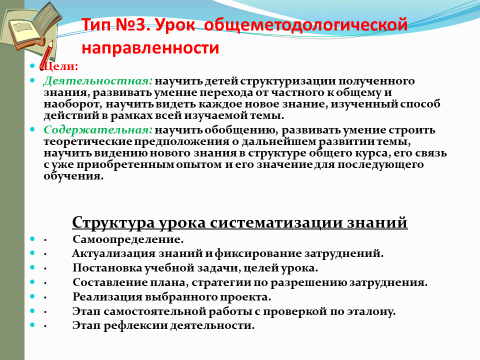 Тип №3. Урок общеметодологической
направленности
Цели:
Деятельностная: научить детей структуризации полученного
знания, развивать умение перехода от частного к общему и
наоборот, научить видеть каждое новое знание, изученный способ
действий в рамках всей изучаемой темы.
Содержательная: научить обобщению, развивать умение строить
теоретические предположения о дальнейшем развитии темы,
научить видению нового знания в структуре общего курса, его связь
с уже приобретенным опытом и его значение для последующего
обучения.
Структура урока систематизации знаний
· Самоопределение.
· Актуализация знаний и фиксирование затруднений.
· Постановка учебной задачи, целей урока.
· Составление плана, стратегии по разрешению затруднения.
· Реализация выбранного проекта.
· Этап самостоятельной работы с проверкой по эталону.
· Этап рефлексии деятельности.